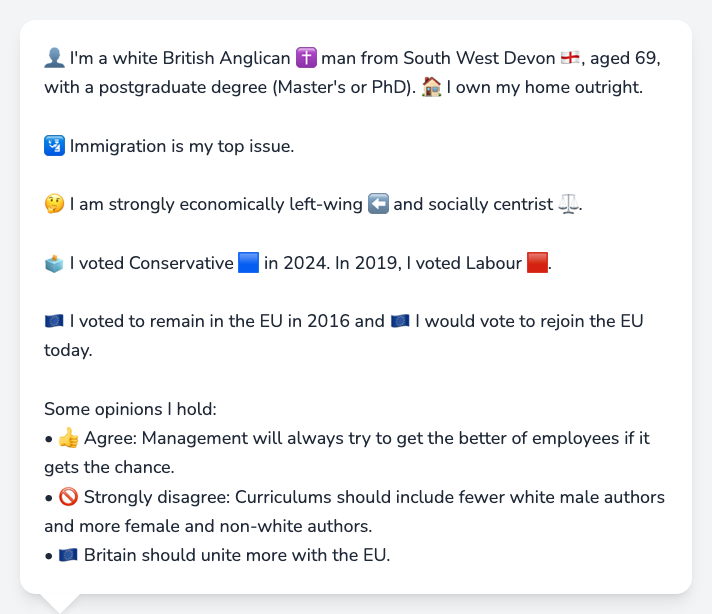 👤 I'm a white British Anglican ✝️ man from South West Devon 🏴󠁧󠁢󠁥󠁮󠁧󠁿, aged 69,
with a postgraduate degree (Master's or PhD). 🏠 I own my home outright.
🛂 Immigration is my top issue.
🤔 I am strongly economically left-wing ⬅️ and socially centrist ⚖️.
🗳️ I voted Conservative 🟦 in 2024. In 2019, I voted Labour 🟥.
🇪🇺 I voted to remain in the EU in 2016 and 🇪🇺 I would vote to rejoin the EU
today.
Some opinions I hold:
• 👍 Agree: Management will always try to get the better of employees if it
gets the chance.
• 🚫 Strongly disagree: Curriculums should include fewer white male authors
and more female and non-white authors.
• 🇪🇺 Britain should unite more with the EU.